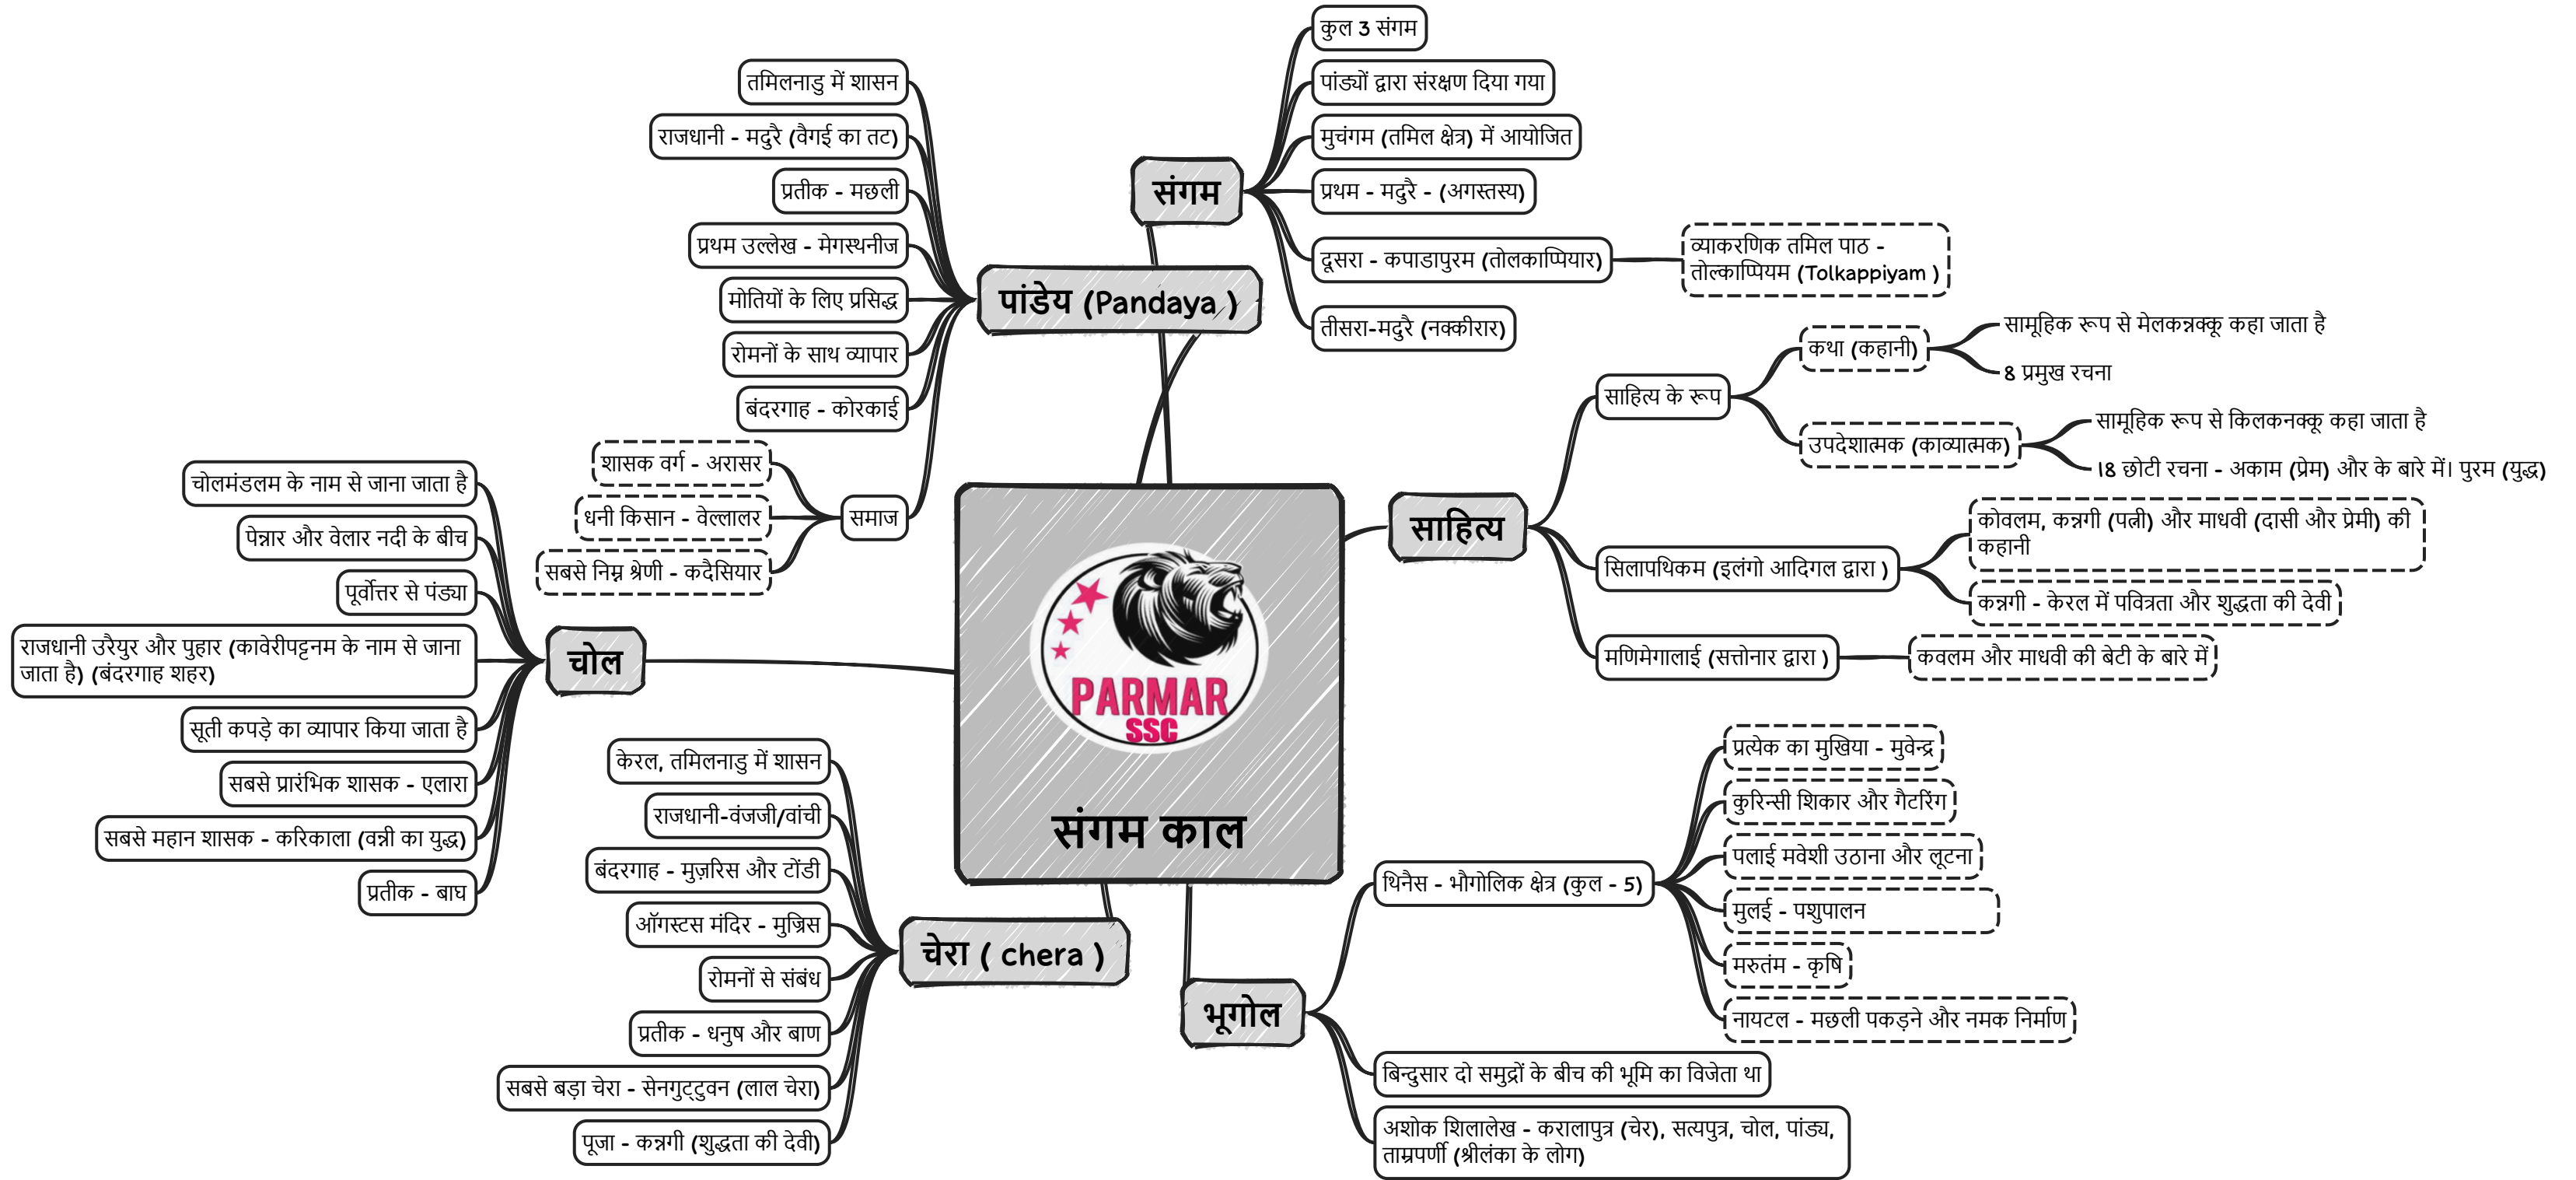 कुल 3 संगम
पांड्यों द्वारा संरक्षण दिया गया
मुचंगम (तमिल क्षेत्र) में आयोजित
संगम
प्रथम - मदुरै - (अगस्तस्य)
दूसरा - कपाडापुरम (तोलकाप्पियार)
व्याकरणिक तमिल पाठ -
तोल्काप्पियम (Tolkappiyam )
तीसरा-मदुरै (नक्कीरार)
तमिलनाडु में शासन
राजधानी - मदुरै (वैगई का तट)
प्रतीक - मछली
प्रथम उल्लेख - मेगस्थनीज
पांडेय (Pandaya )
मोतियों के लिए प्रसिद्ध
रोमनों के साथ व्यापार
बंदरगाह - कोरकाई
समाज
शासक वर्ग - अरासर
धनी किसान - वेल्लालर
सबसे निम्न श्रेणी - कदैसियार
साहित्य
साहित्य के रूप
कथा (कहानी)
सामूहिक रूप से मेलकन्नक्कू कहा जाता है
8 प्रमुख रचना
उपदेशात्मक (काव्यात्मक)
सामूहिक रूप से किलकनक्कू कहा जाता है
18 छोटी रचना - अकाम (प्रेम) और के बारे में। पुरम (युद्ध)
सिलापथिकम (इलंगो आदिगल द्वारा )
कोवलम, कन्नगी (पत्नी) और माधवी (दासी और प्रेमी) की
कहानी
कन्नगी - केरल में पवित्रता और शुद्धता की देवी
मणिमेगालाई (सत्तोनार द्वारा )
कवलम और माधवी की बेटी के बारे में
चोलमंडलम के नाम से जाना जाता है
पेन्नार और वेलार नदी के बीच
पूर्वोत्तर से पंड्या
चोल
राजधानी उरैयुर और पुहार (कावेरीपट्टनम के नाम से जाना
जाता है) (बंदरगाह शहर)
सूती कपड़े का व्यापार किया जाता है
सबसे प्रारंभिक शासक - एलारा
सबसे महान शासक - करिकाला (वन्नी का युद्ध)
प्रतीक - बाघ
PARMAR
SSC
संगम काल
केरल, तमिलनाडु में शासन
राजधानी-वंजजी/वांची
बंदरगाह - मुज़रिस और टोंडी
ऑगस्टस मंदिर - मुज्रिस
चेरा ( chera )
रोमनों से संबंध
प्रतीक - धनुष और बाण
सबसे बड़ा चेरा - सेनगुट्टुवन (लाल चेरा)
पूजा - कन्नगी (शुद्धता की देवी)
भूगोल
थिनैस - भौगोलिक क्षेत्र (कुल - 5)
प्रत्येक का मुखिया - मुवेन्द्र
कुरिन्सी शिकार और गैटरिंग
पलाई मवेशी उठाना और लूटना
मुलई - पशुपालन
मरुतंम - कृषि
नायटल - मछली पकड़ने और नमक निर्माण
बिन्दुसार दो समुद्रों के बीच की भूमि का विजेता था
अशोक शिलालेख - करालापुत्र (चेर), सत्यपुत्र, चोल, पांड्य,
ताम्रपर्णी (श्रीलंका के लोग)